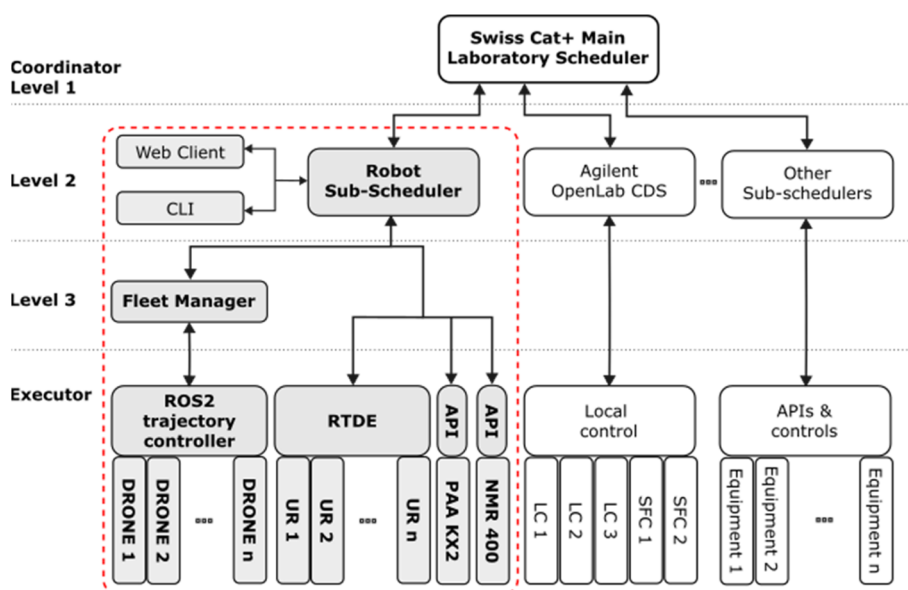 Swiss Cat+ Main
Laboratory Scheduler
Coordinator
Level 1
Level 2
Web Client
CLI
Robot
Sub-Scheduler
Agilent
OpenLab CDS
Other
Sub-schedulers
Level 3
Fleet Manager
Executor
ROS2
trajectory
controller
RTDE
API
API
Local
control
APIs &
controls
DRONE 1
DRONE 2
DRONE n
UR 1
UR 2
UR n
PAA KX2
NMR 400
LC 1
LC 2
LC 3
SFC 1
SFC 2
Equipment 1
Equipment 2
Equipment n